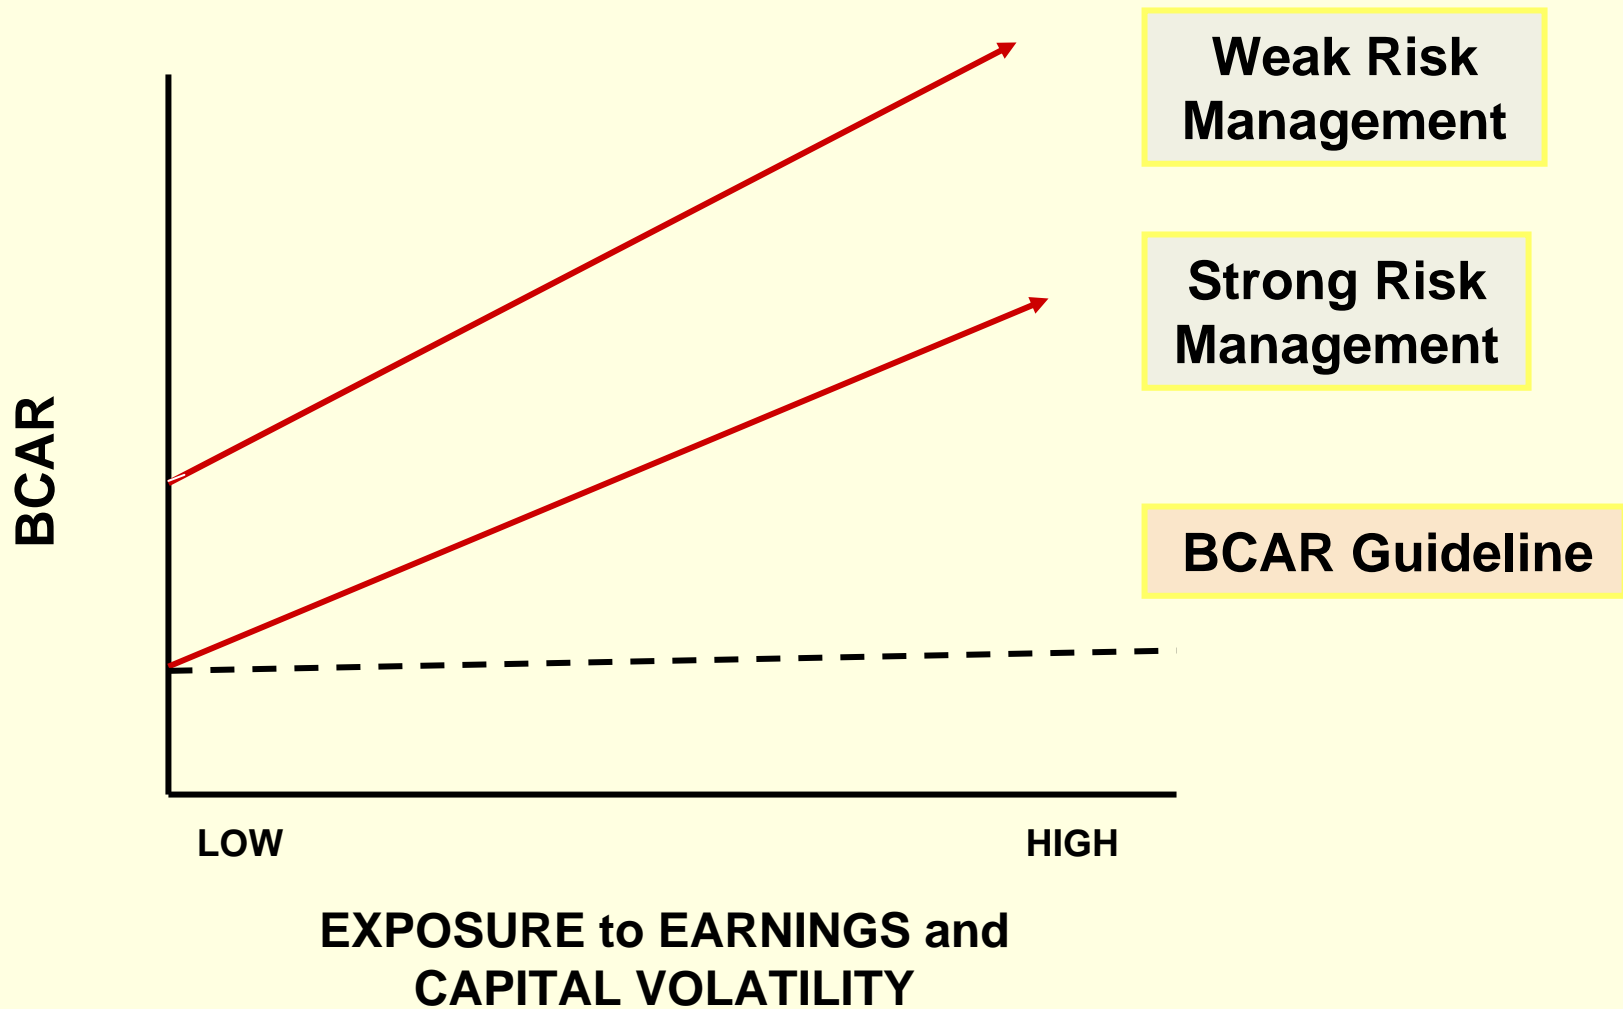 Weak Risk
Management
Strong Risk
Management
BCAR
BCAR Guideline
LOW
HIGH
EXPOSURE to EARNINGS and
CAPITAL VOLATILITY